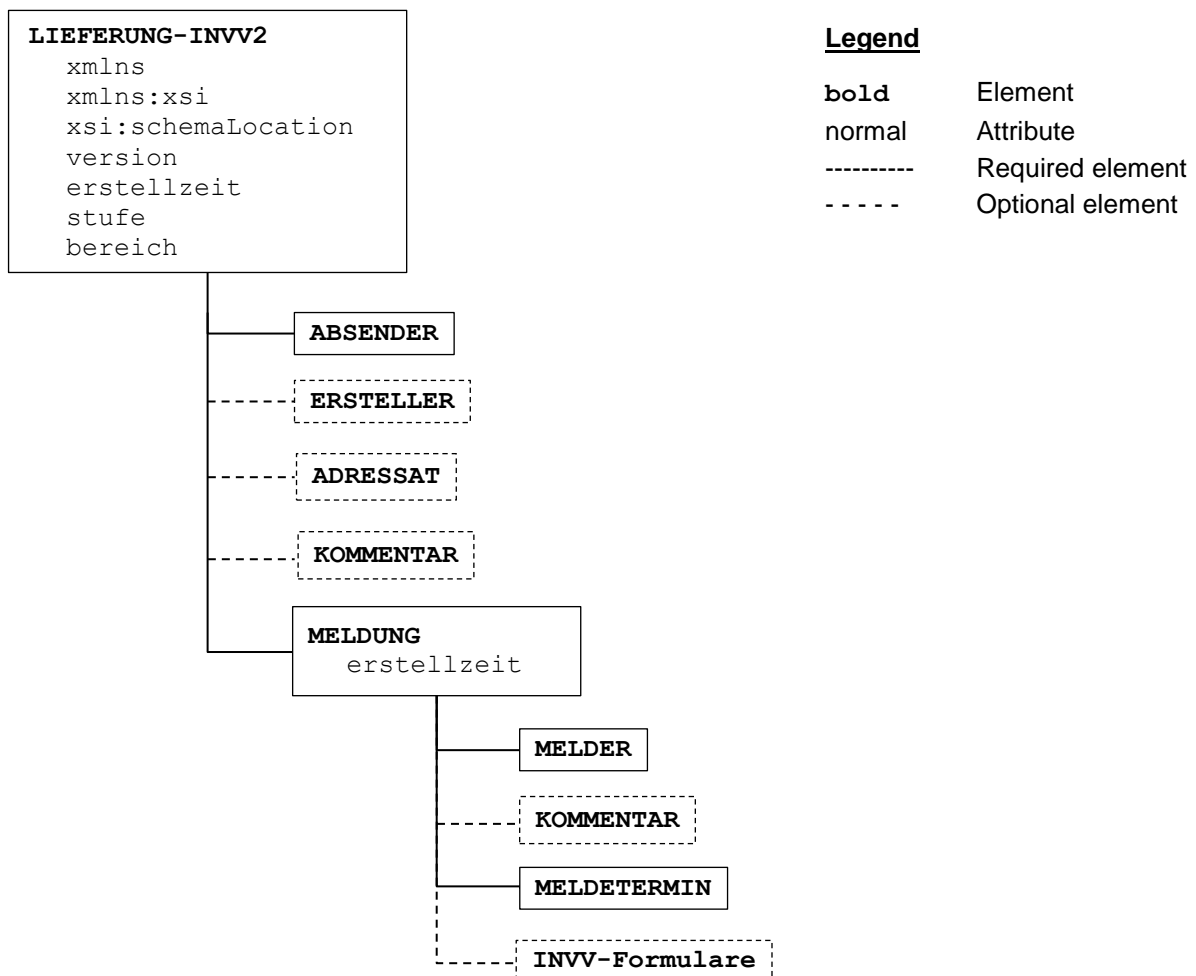 LIEFERUNG-INVV2
xmlns
xmlns:xsi
xsi:schemaLocation
version
erstellzeit
stufe
bereich
Legend
bold Element
normal Attribute
---------- Required element
- - - - - Optional element
ABSENDER
ERSTELLER
ADRESSAT
KOMMENTAR
MELDUNG
erstellzeit
MELDER
KOMMENTAR
MELDETERMIN
INVV-Formulare